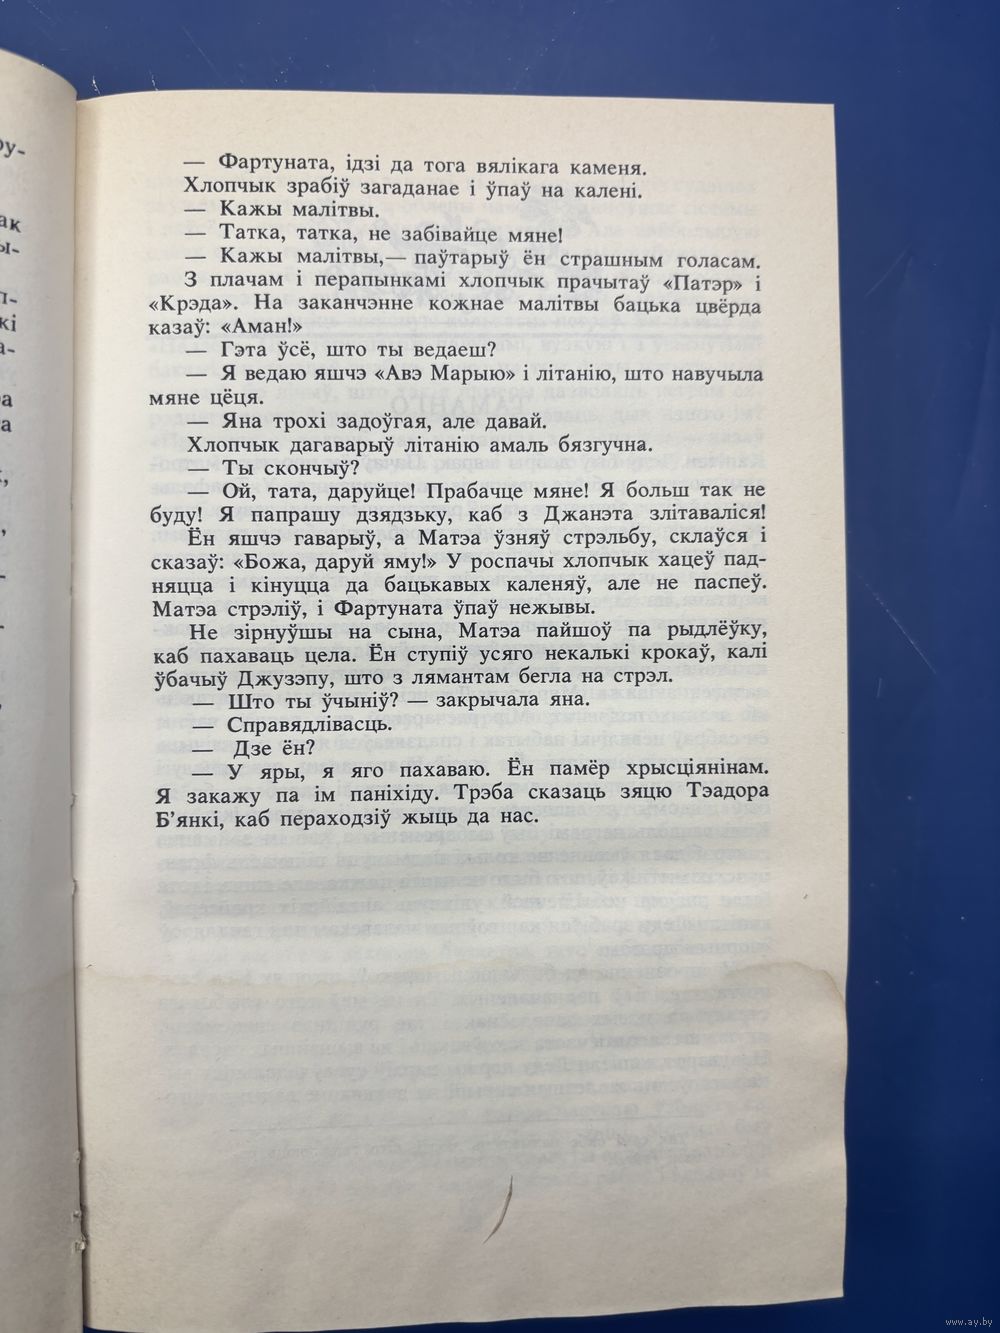 — Фартуната, ідзі да тога вялікага каменя.
Хлопчык зрабіў загаданае і ўпаў на калені.
— Кажы малітвы.
— Татка, татка, не забівайце мяне!
— Кажы малітвы,— паўтарыў ён страшным голасам.
З плачам і перапынкамі хлопчык прачытаў «Патэр» і
«Крэда». На заканчэнне кожнае малітвы бацька цвёрда
казаў: «Аман!»
— Гэта ўсё, што ты ведаеш?
— Я ведаю яшчэ «Авэ Марыю» і літанію, што навучыла
мяне цёця.
— Яна трохі задоўгая, але давай.
Хлопчык дагаварыў літанію амаль бязгучна.
— Ты скончыў?
— Ой, тата, даруйце! Прабачце мяне! Я больш так не
буду! Я папрашу дзядзьку, каб з Джанэта злітаваліся!
Ён яшчэ гаварыў, а Матэа ўзняў стрэльбу, склаўся і
сказаў: «Божа, даруй яму!» У роспачы хлопчык хацеў пад-
няцца і кінуцца да бацькавых каленяў, але не паспеў.
Матэа стрэліў, і Фартуната ўпаў нежывы.
Не зірнуўшы на сына, Матэа пайшоў па рыдлёўку,
каб пахаваць цела. Ён ступіў усяго некалькі крокаў, калі
ўбачыў Джузэпу, што з лямантам бегла на стрэл.
— Што ты ўчыніў? — закрычала яна.
— Справядлівасць.
— Дзе ён?
— У яры, я яго пахаваю. Ён памёр хрысціянінам.
Я закажу па ім паніхіду. Трэба сказаць зяцю Тэадора
Б'янкі, каб пераходзіў жыць да нас.
www.ay.by